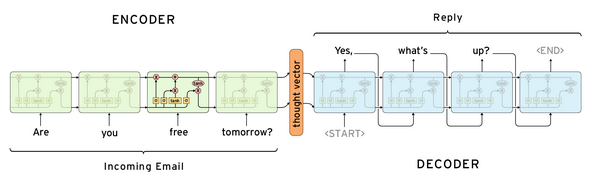 ENCODER
Reply
Yes, what's up? <END>
thought vector
Are you free tomorrow? <START>
Incoming Email
DECODER